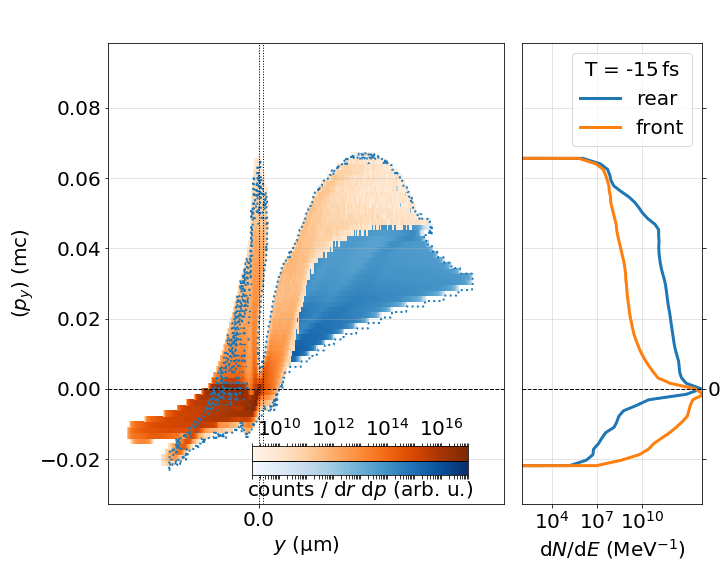 T = -15 fs
rear
front
0.08
0.06
0.04
0.02
0.00
−0.02
⟨p_y⟩ (mc)
0
10^10 10^12 10^14 10^16
counts / dr dp (arb. u.)
0.0
y (μm)
10^4 10^7 10^10
dN/dE (MeV^−1)